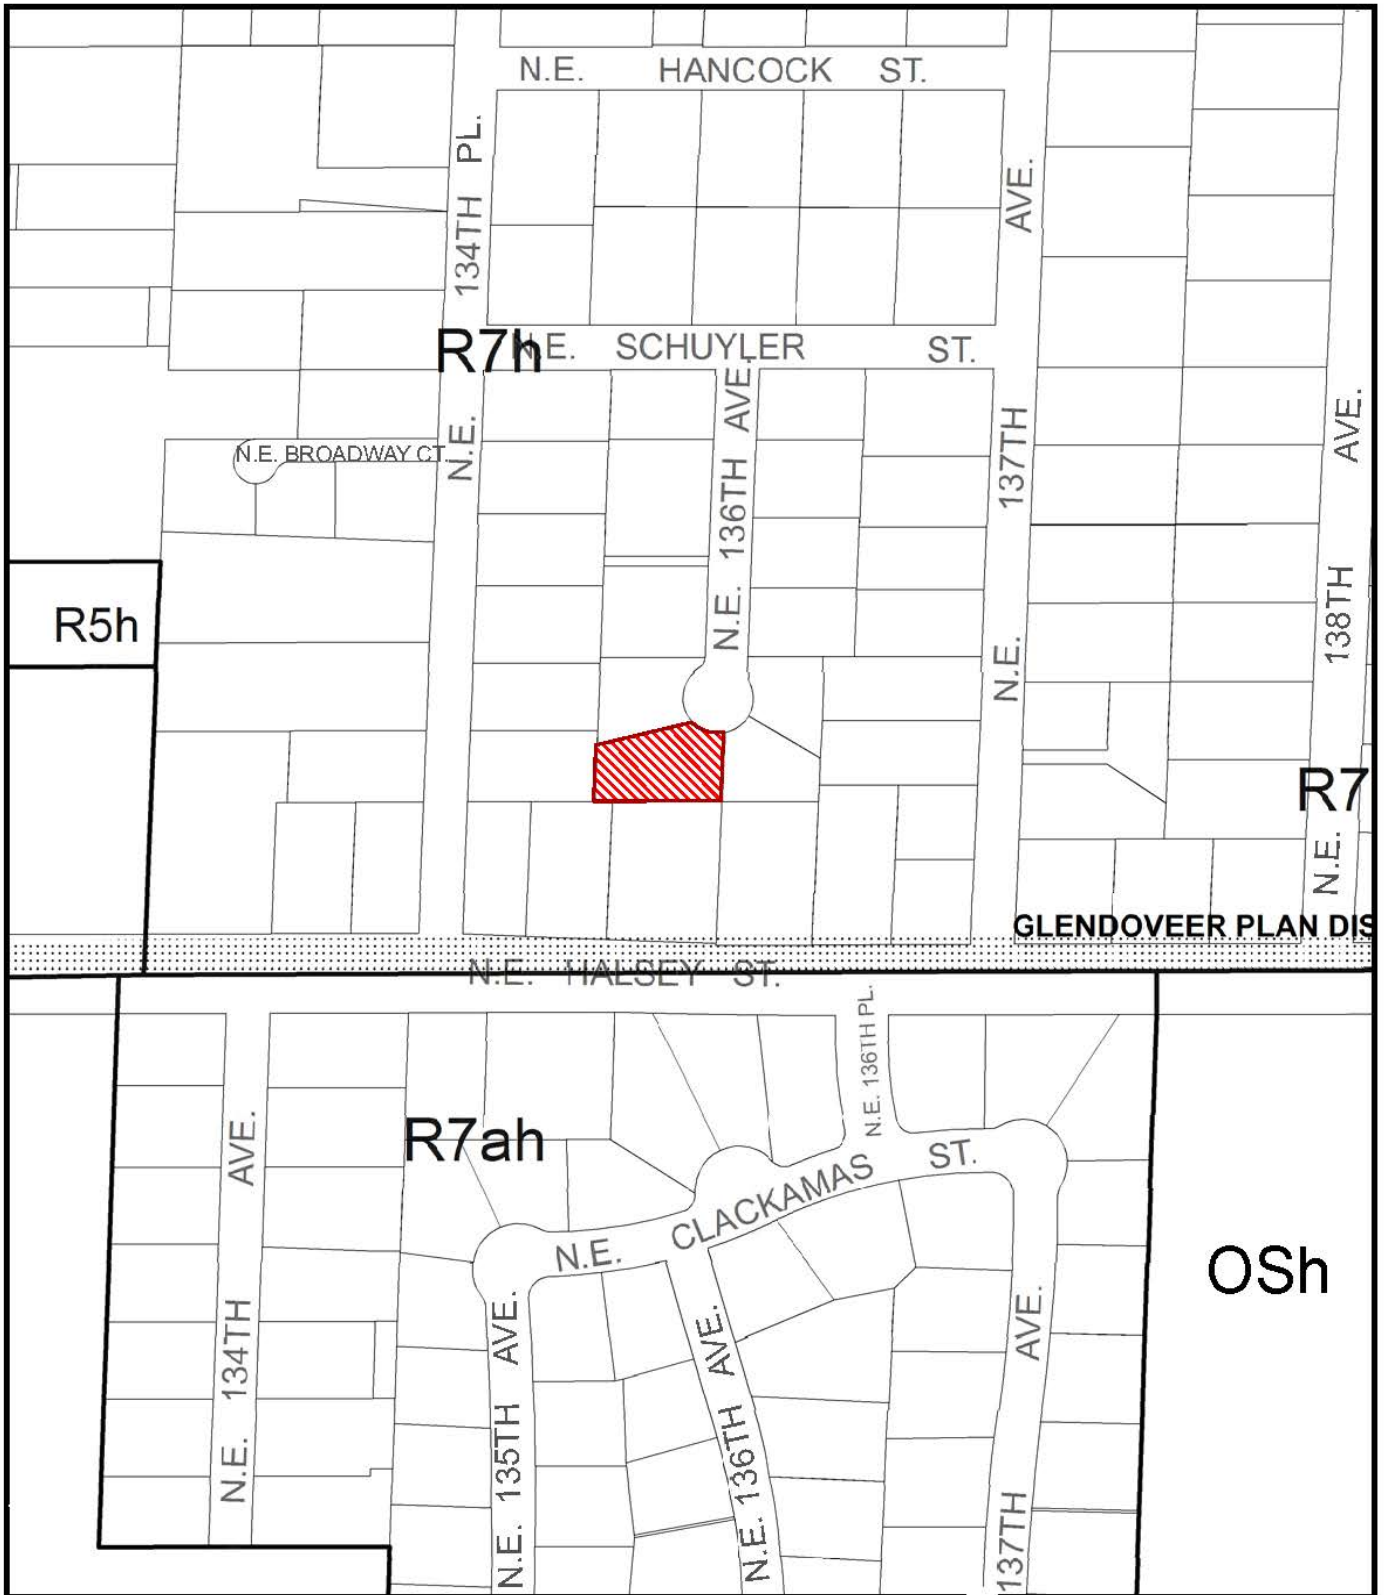 N.E. HANCOCK ST.
N.E. 134TH PL.
AVE.
R7h
N.E. SCHUYLER ST.
N.E. 136TH AVE.
N.E. 137TH
AVE.
N.E. BROADWAY CT.
R5h
138TH
R7
N.E.
GLENDOVEER PLAN DIS
N.E. HALSEY ST.
N.E. 136TH PL.
R7ah
N.E. CLACKAMAS ST.
N.E. 134TH AVE.
OSh
N.E. 135TH AVE.
N.E. 136TH AVE.
137TH AVE.